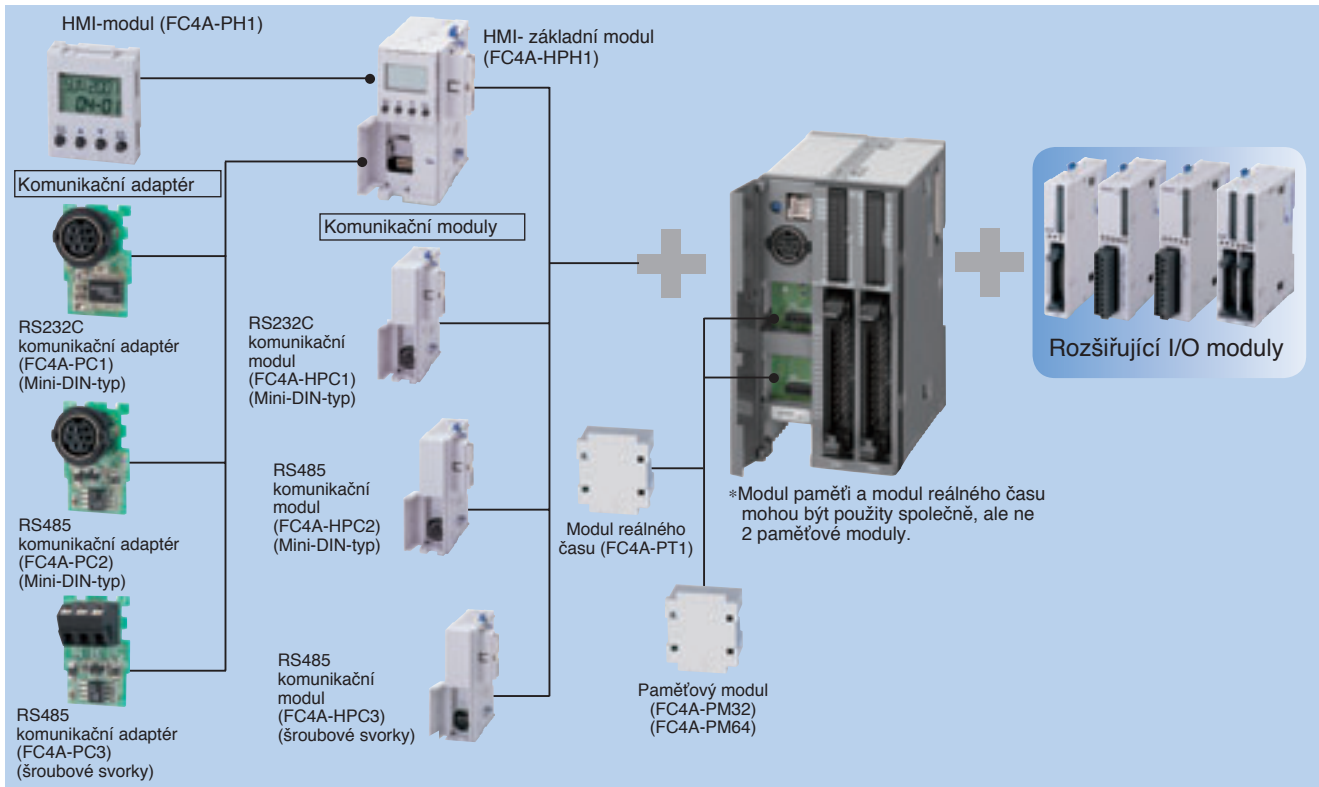 HMI-modul (FC4A-PH1)
HMI- základní modul
(FC4A-HPH1)
Komunikační adaptér
RS232C
komunikační adaptér
(FC4A-PC1)
(Mini-DIN-typ)
RS485
komunikační adaptér
(FC4A-PC2)
(Mini-DIN-typ)
RS485
komunikační adaptér
(FC4A-PC3)
(šroubové svorky)
Komunikační moduly
RS232C
komunikační
modul
(FC4A-HPC1)
(Mini-DIN-typ)
RS485
komunikační
modul
(FC4A-HPC2)
(Mini-DIN-typ)
RS485
komunikační
modul
(FC4A-HPC3)
(šroubové svorky)
Modul reálného
času (FC4A-PT1)
Paměťový modul
(FC4A-PM32)
(FC4A-PM64)
*Modul paměťi a modul reálného času
mohou být použity společně, ale ne
2 paměťové moduly.
Rozšiřující I/O moduly